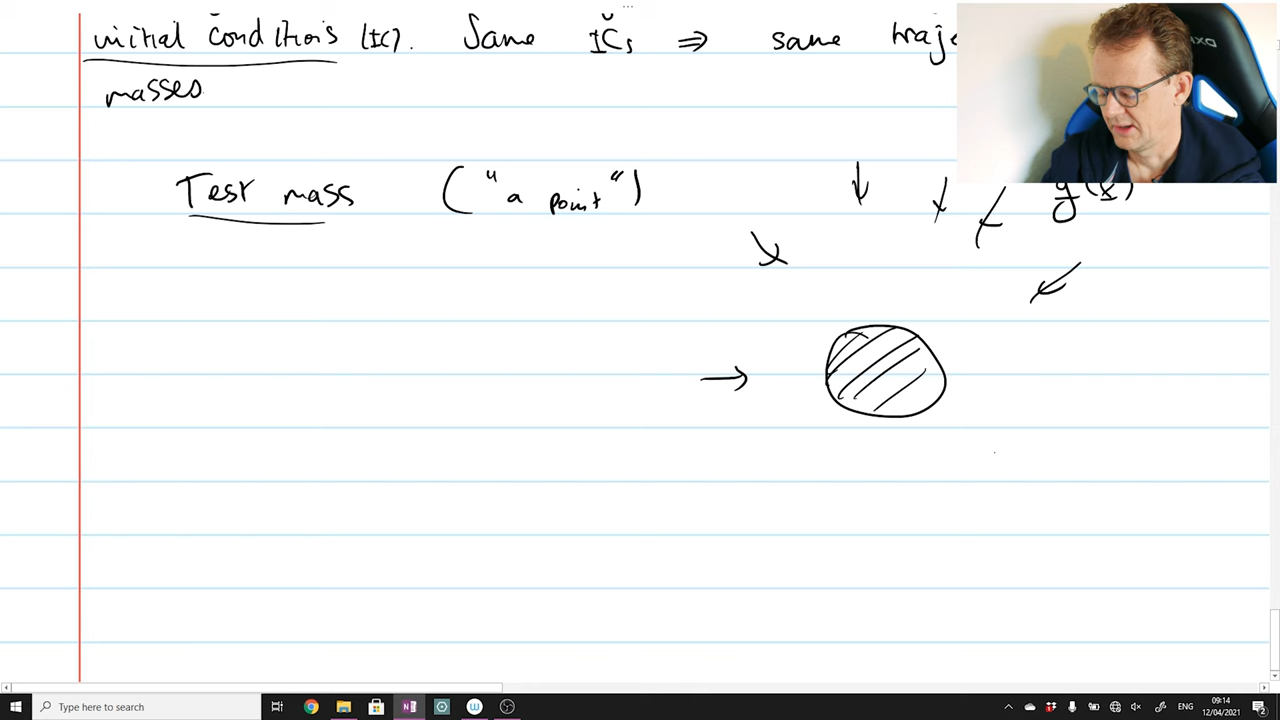 initial conditions (IC). Same ICs ⇒ same traje
masses
Test mass ("a point")
g(x)
Type here to search
ENG
09:14
12/04/2021
2